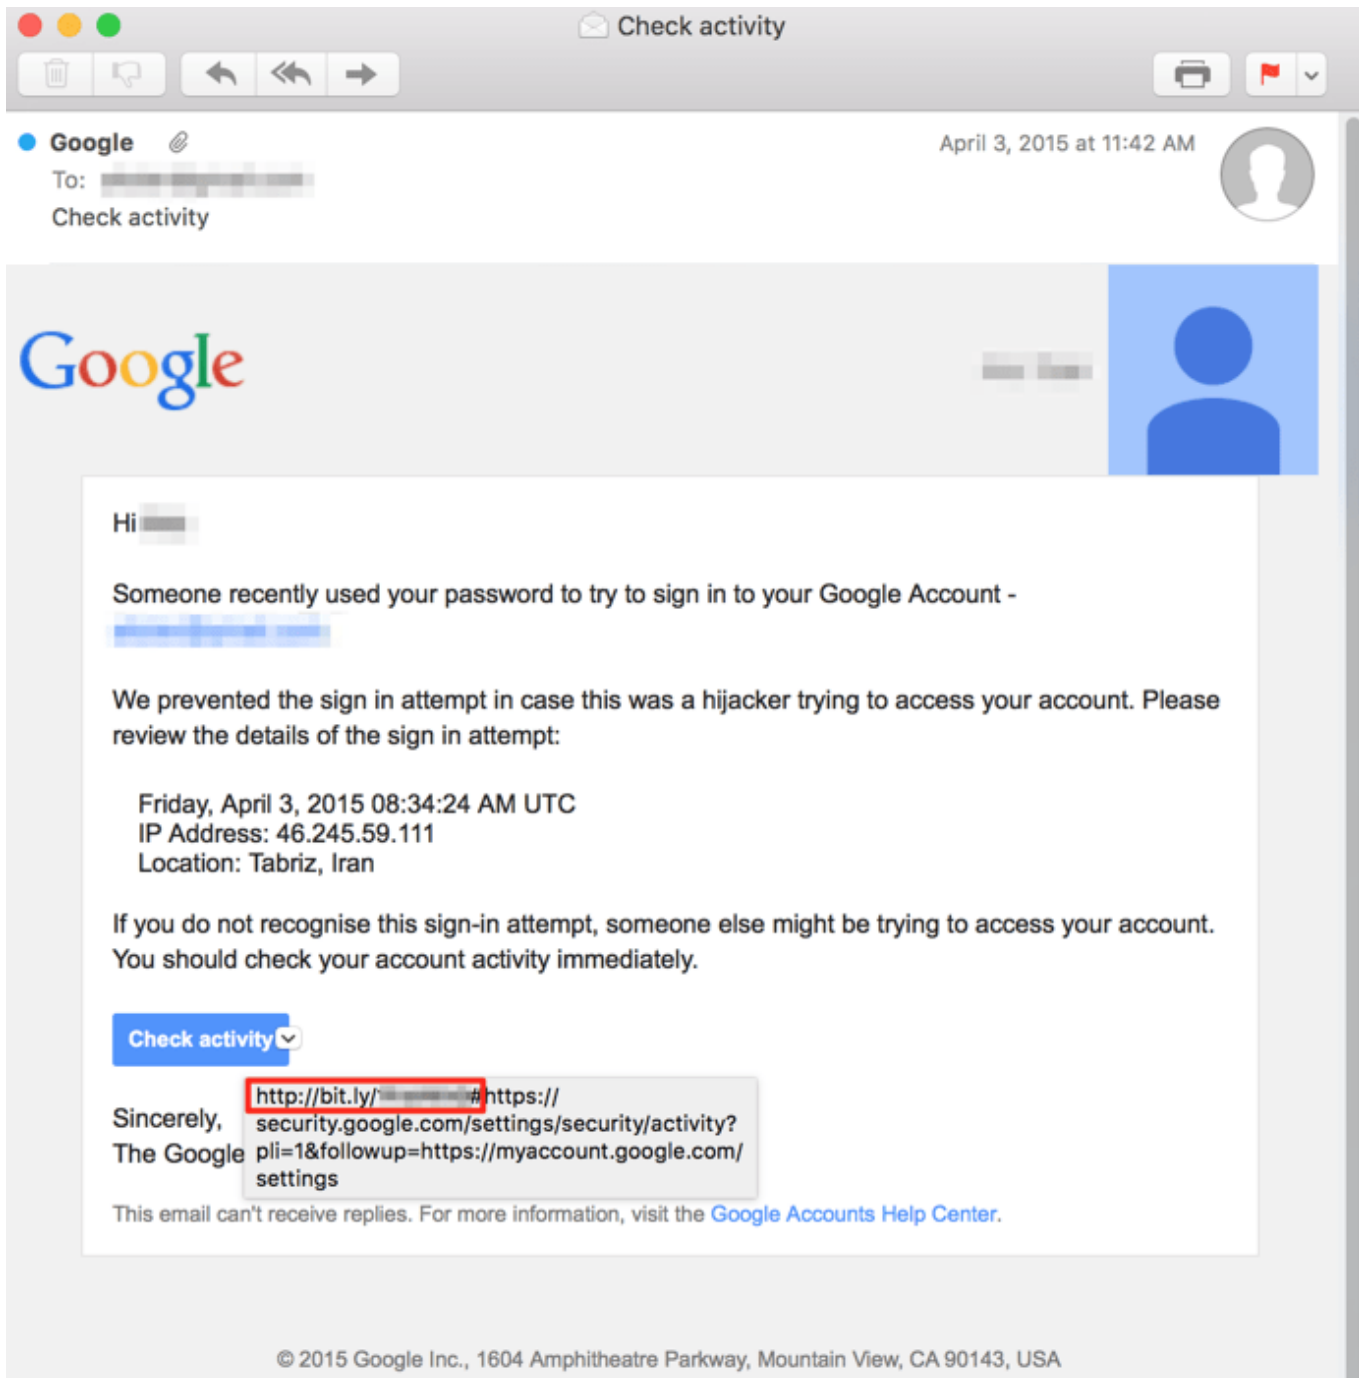 Check activity
Google
April 3, 2015 at 11:42 AM
To:
Check activity
Google
Hi
Someone recently used your password to try to sign in to your Google Account -
We prevented the sign in attempt in case this was a hijacker trying to access your account. Please
review the details of the sign in attempt:
Friday, April 3, 2015 08:34:24 AM UTC
IP Address: 46.245.59.111
Location: Tabriz, Iran
If you do not recognise this sign-in attempt, someone else might be trying to access your account.
You should check your account activity immediately.
Check activity
http://bit.ly/ #https://
security.google.com/settings/security/activity?
pli=1&followup=https://myaccount.google.com/
settings
Sincerely,
The Google
This email can't receive replies. For more information, visit the Google Accounts Help Center.
© 2015 Google Inc., 1604 Amphitheatre Parkway, Mountain View, CA 90143, USA